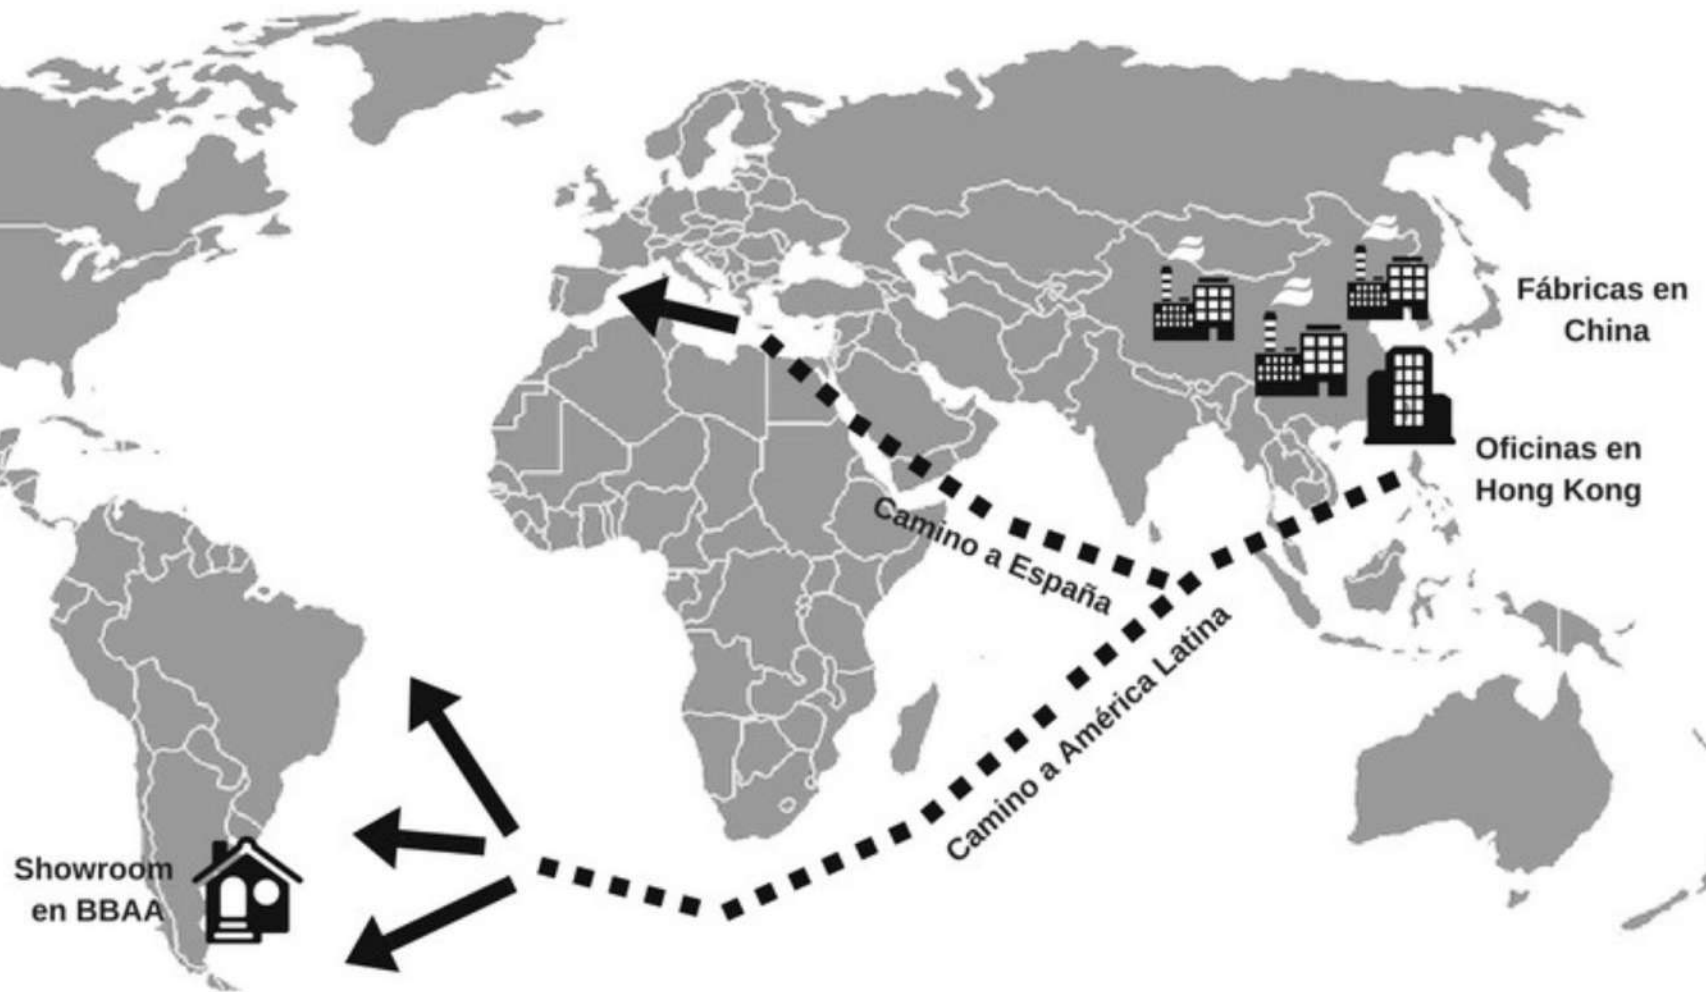 Fábricas en
China
Oficinas en
Hong Kong
Camino a España
Camino a América Latina
Showroom
en BBAA